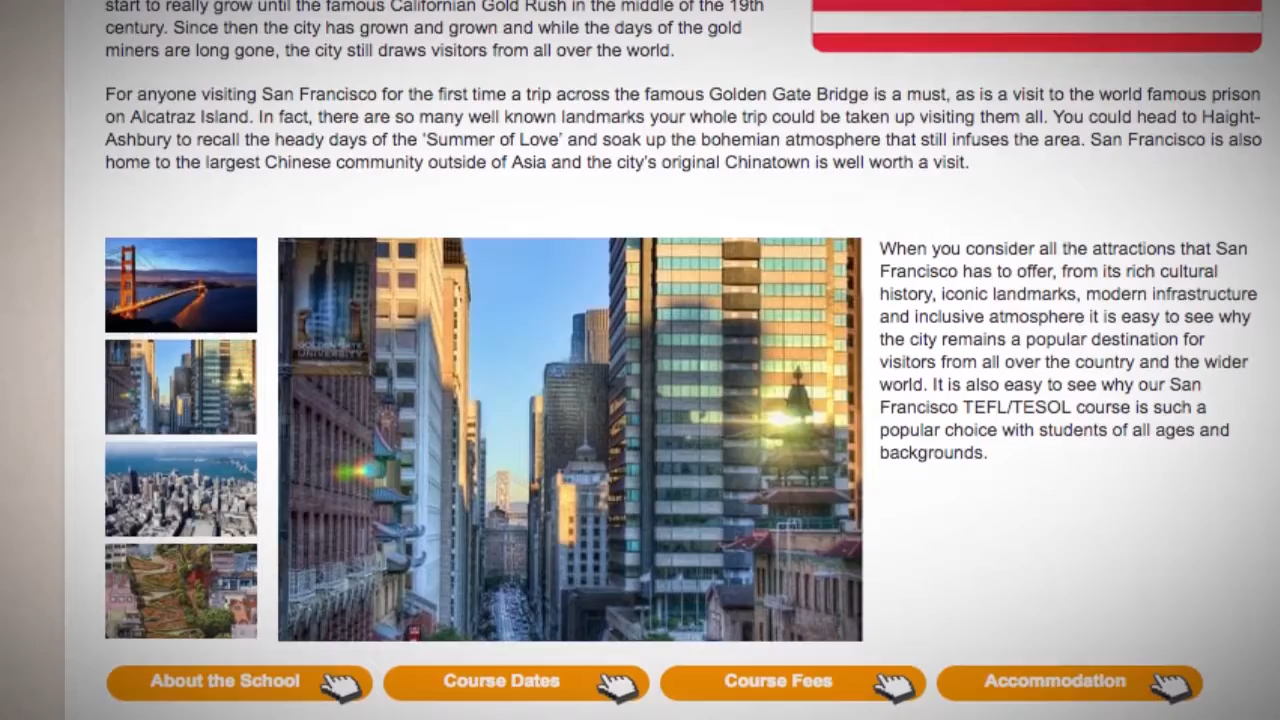 start to really grow until the famous Californian Gold Rush in the middle of the 19th
century. Since then the city has grown and grown and while the days of the gold
miners are long gone, the city still draws visitors from all over the world.
For anyone visiting San Francisco for the first time a trip across the famous Golden Gate Bridge is a must, as is a visit to the world famous prison
on Alcatraz Island. In fact, there are so many well known landmarks your whole trip could be taken up visiting them all. You could head to Haight-
Ashbury to recall the heady days of the ‘Summer of Love’ and soak up the bohemian atmosphere that still infuses the area. San Francisco is also
home to the largest Chinese community outside of Asia and the city’s original Chinatown is well worth a visit.
When you consider all the attractions that San
Francisco has to offer, from its rich cultural
history, iconic landmarks, modern infrastructure
and inclusive atmosphere it is easy to see why
the city remains a popular destination for
visitors from all over the country and the wider
world. It is also easy to see why our San
Francisco TEFL/TESOL course is such a
popular choice with students of all ages and
backgrounds.
UNIVERSITY
About the School
Course Dates
Course Fees
Accommodation